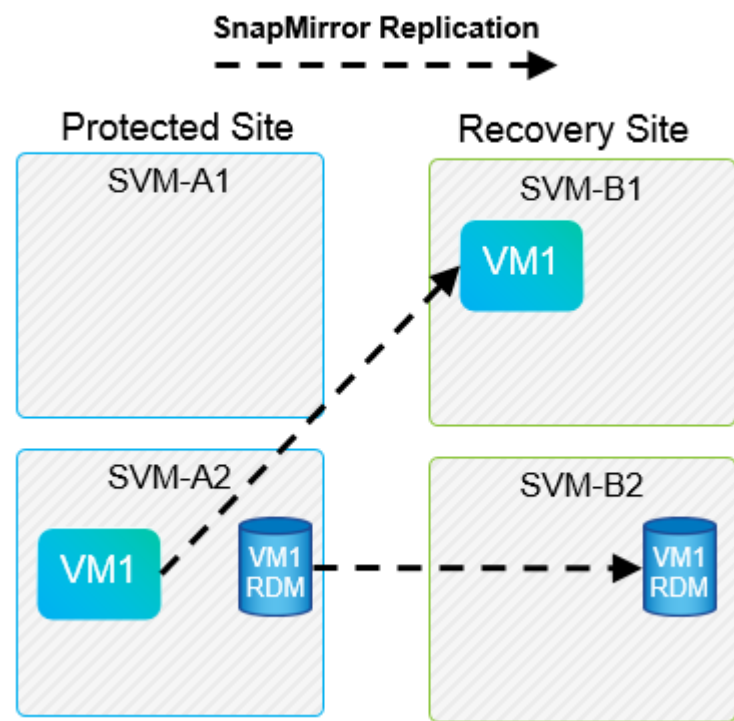 SnapMirror Replication
Protected Site
Recovery Site
SVM-A1
SVM-B1
VM1
SVM-A2
SVM-B2
VM1
VM1
RDM
VM1
RDM